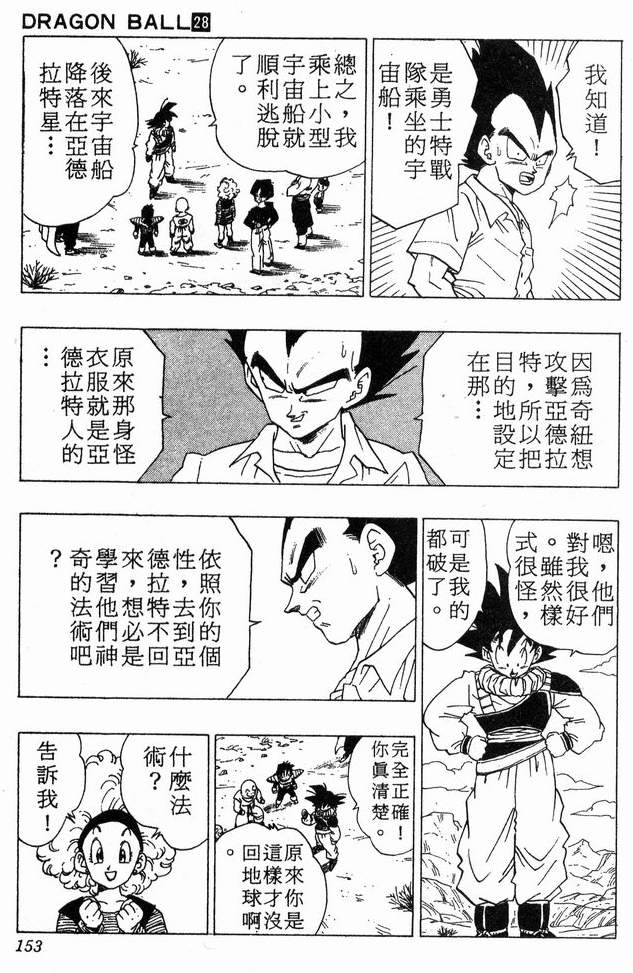 DRAGON BALL 28
我知道！
是勇士特戰
隊乘坐的宇
宙船！
總之，我
乘上小型
宇宙船就
順利逃脫
了。
後來宇宙船
降落在亞德
拉特星…
因為奇紐想
攻擊亞德拉
特，所以把
目的地設定
在那…
原來那身怪
衣服就是亞
德拉特人的
…
嗯，他們
對我很好
。雖然樣
式很怪，
可是我的
都破了。
依照你的個
性，去到亞
德拉特不回
來，想必是
學習他們神
奇的法術吧
？
完全正確！
你真清楚。
原來你是
這樣才沒
回地球啊
。
什麼法
術？
告訴我！
153